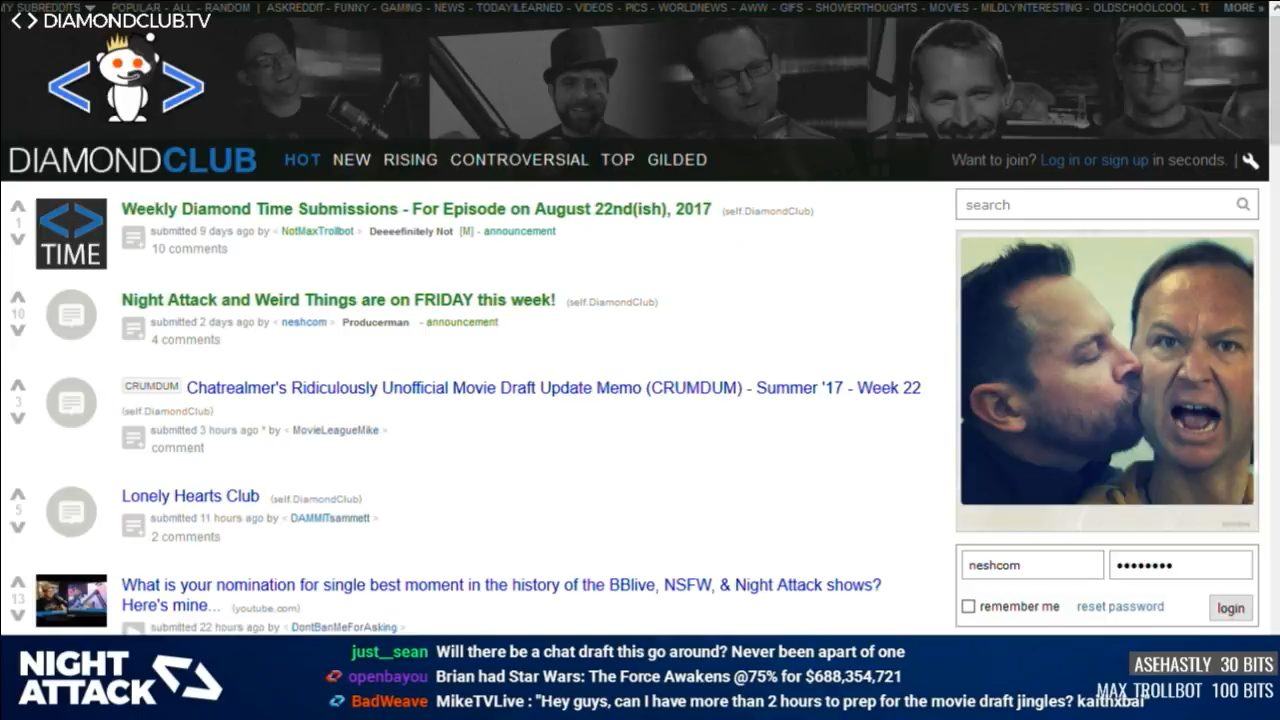 MY SUBREDDITS POPULAR - ALL - RANDOM | ASKREDDIT - FUNNY - GAMING - NEWS - TODAYILEARNED - VIDEOS - PICS - WORLDNEWS - AWW - GIFS - SHOWERTHOUGHTS - MOVIES - MILDLYINTERESTING - OLDSCHOOLCOOL - MORE »
<> DIAMONDCLUB.TV
DIAMONDCLUB HOT NEW RISING CONTROVERSIAL TOP GILDED Want to join? Log in or sign up in seconds. |
search
1
TIME
Weekly Diamond Time Submissions - For Episode on August 22nd(ish), 2017 (self.DiamondClub)
submitted 9 days ago by < NotMaxTrollbot > Deeeefinitely Not [M] - announcement
10 comments
10
Night Attack and Weird Things are on FRIDAY this week! (self.DiamondClub)
submitted 2 days ago by < neshcom > Producerman - announcement
4 comments
3
CRUMDUM Chatrealmer's Ridiculously Unofficial Movie Draft Update Memo (CRUMDUM) - Summer '17 - Week 22
(self.DiamondClub)
submitted 3 hours ago * by < MovieLeagueMike >
comment
5
Lonely Hearts Club (self.DiamondClub)
submitted 11 hours ago by < DAMMITsammett >
2 comments
13
What is your nomination for single best moment in the history of the BBlive, NSFW, & Night Attack shows?
Here's mine... (youtube.com)
submitted 22 hours ago by < DontBanMeForAsking >
neshcom ••••••••
remember me reset password login
NIGHT
ATTACK
just__sean Will there be a chat draft this go around? Never been apart of one
openbayou Brian had Star Wars: The Force Awakens @75% for $688,354,721
BadWeave MikeTVLive : "Hey guys, can I have more than 2 hours to prep for the movie draft jingles? kaithxbai"
ASEHASTLY 30 BITS
MAX_TROLLBOT 100 BITS